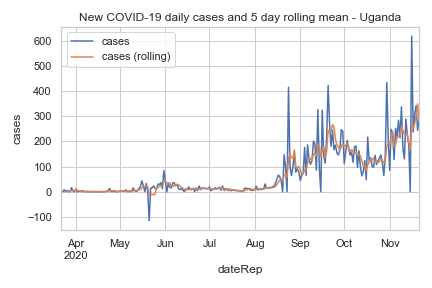 New COVID-19 daily cases and 5 day rolling mean - Uganda
cases
cases (rolling)
600
500
400
300
200
100
0
−100
cases
Apr May Jun Jul Aug Sep Oct Nov
2020
dateRep